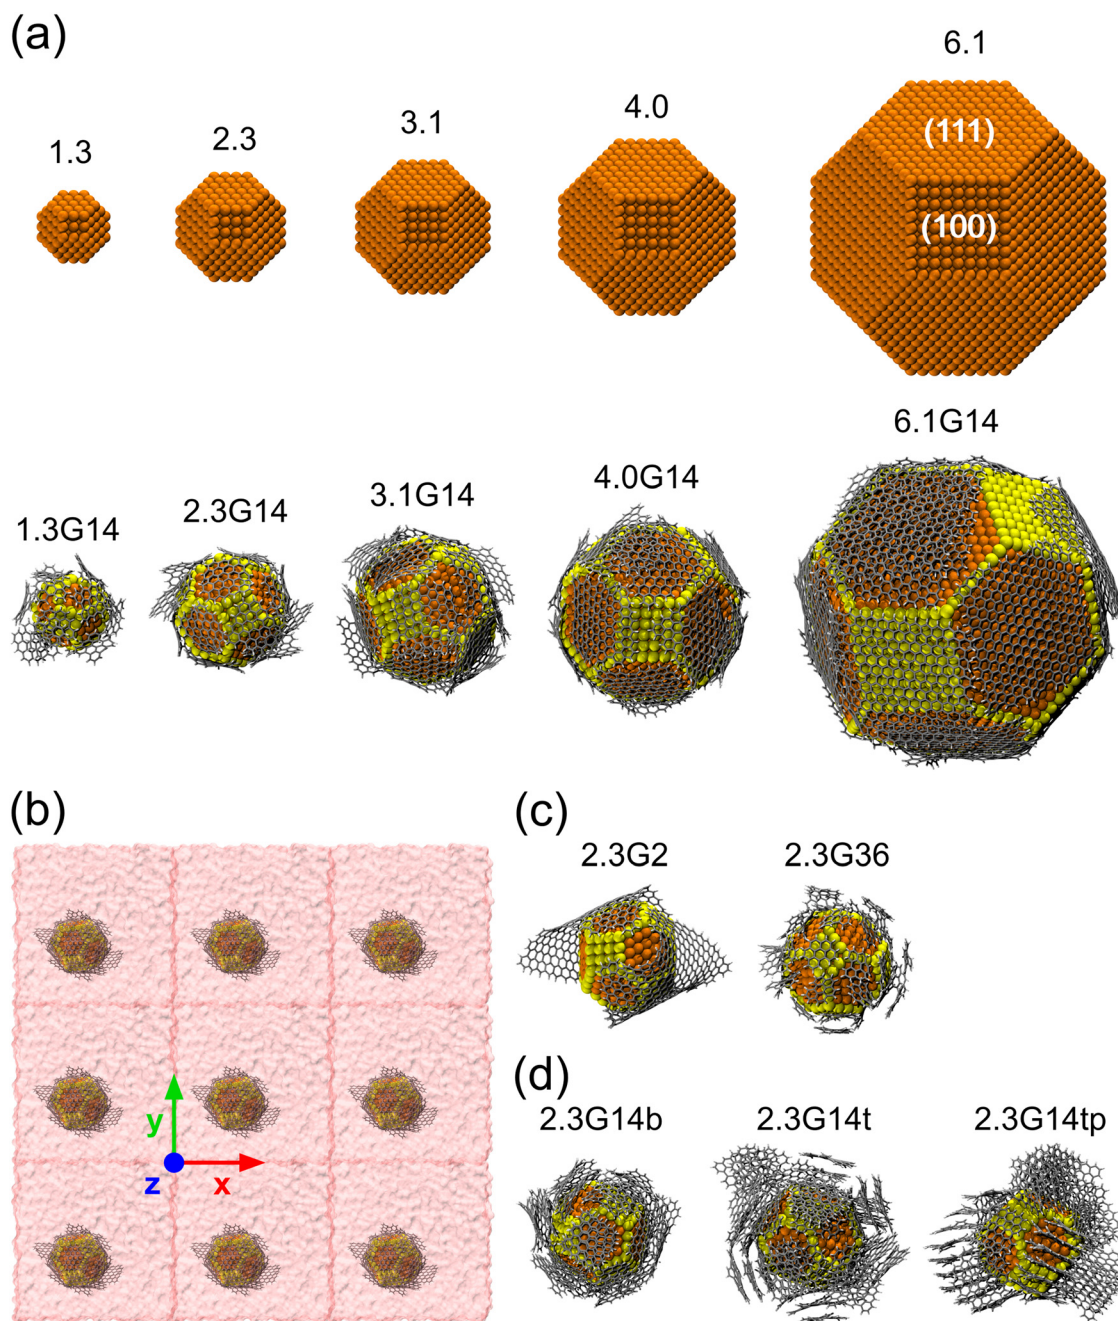 (a)
1.3
2.3
3.1
4.0
6.1
(111)
(100)
1.3G14
2.3G14
3.1G14
4.0G14
6.1G14
(b)
y
z
x
(c)
2.3G2
2.3G36
(d)
2.3G14b
2.3G14t
2.3G14tp